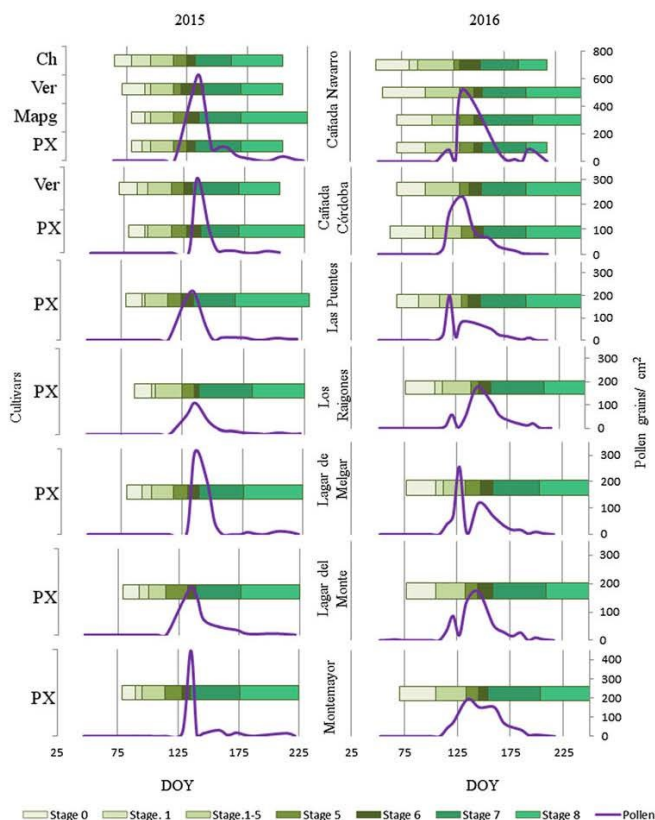 2015 2016
Cultivars
Ch
Ver
Mapg
PX
Cañada Navarro
800
600
400
200
0
Ver
PX
Cañada
Córdoba
300
200
100
0
PX
Las Puentes
300
200
100
0
PX
Los
Raigones
300
200
100
0
PX
Lagar de
Melgar
300
200
100
0
PX
Lagar del
Monte
300
200
100
0
PX
Montemayor
400
300
200
100
0
Pollen grains/ cm²
25 75 125 175 225 25 75 125 175 225
DOY DOY
Stage 0 Stage. 1 Stage.1-5 Stage 5 Stage 6 Stage 7 Stage 8 Pollen